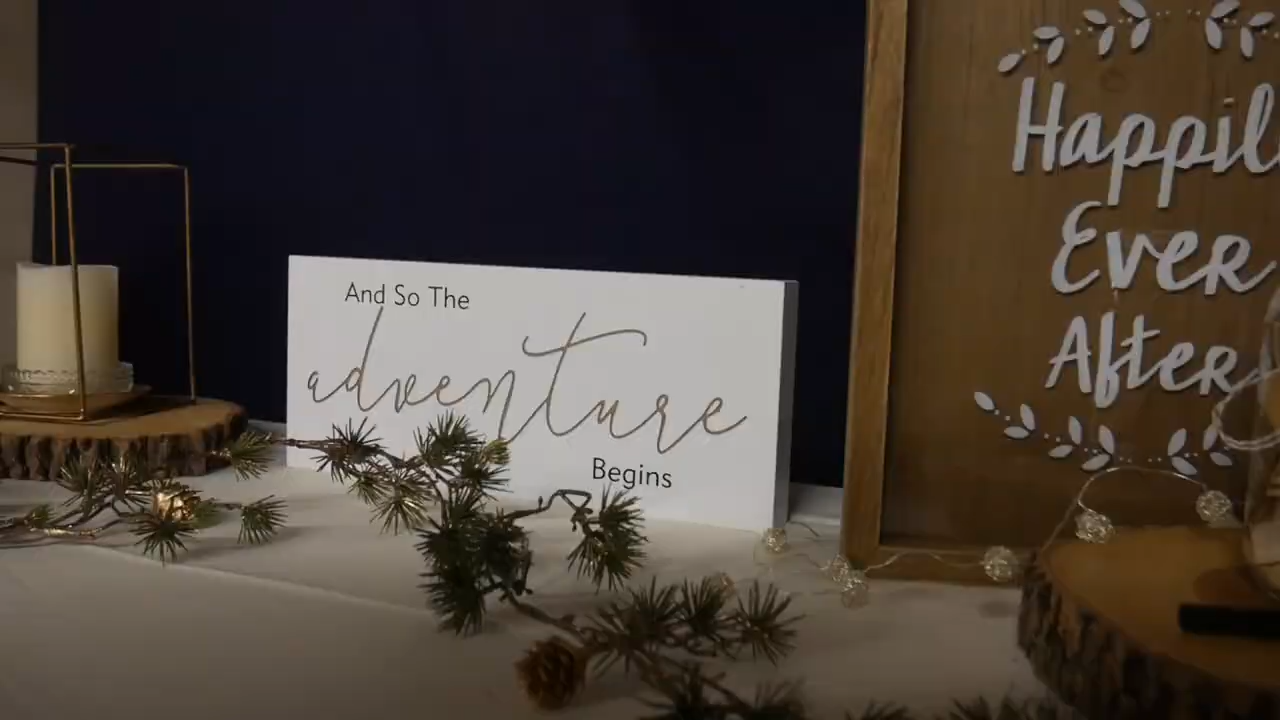 And So The
adventure
Begins
Happil
Ever
After